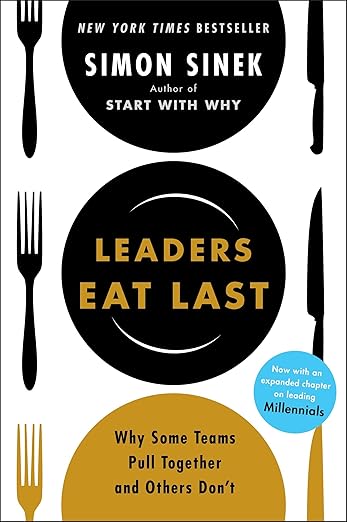 NEW YORK TIMES BESTSELLER
SIMON SINEK
Author of
START WITH WHY
LEADERS
EAT LAST
Now with an
expanded chapter
on leading
Millennials
Why Some Teams
Pull Together
and Others Don't